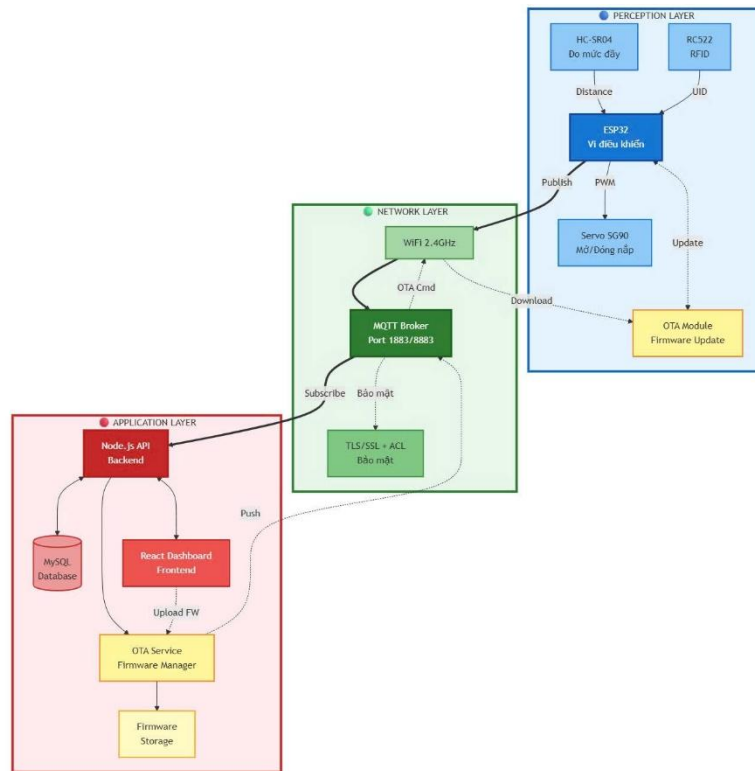 PERCEPTION LAYER
HC-SR04
Đo mức đầy
RC522
RFID
Distance
UID
ESP32
Vi điều khiển
Publish
PWM
Servo SG90
Mở/Đóng nắp
Update
OTA Module
Firmware Update
NETWORK LAYER
WiFi 2.4GHz
OTA Cmd
Download
MQTT Broker
Port 1883/8883
Subscribe
Bảo mật
TLS/SSL + ACL
Bảo mật
APPLICATION LAYER
Node.js API
Backend
Push
MySQL
Database
React Dashboard
Frontend
Upload FW
OTA Service
Firmware Manager
Firmware
Storage